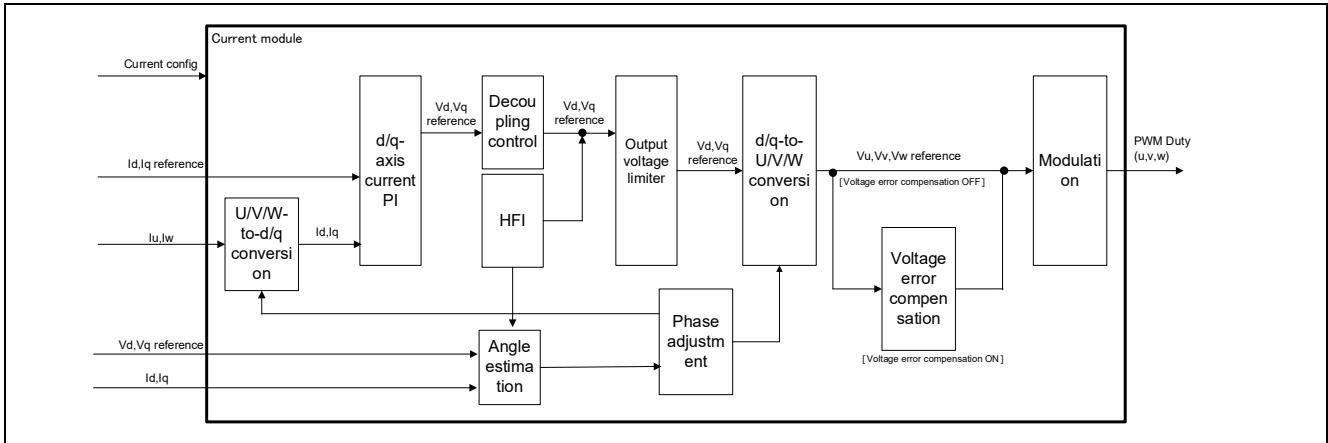 Current module
Current config
Id,Iq reference
Iu,Iw
Vd,Vq reference
Id,Iq
U/V/W-
to-d/q
conversi
on
Id,Iq
d/q-
axis
current
PI
Vd,Vq
reference
Decou
pling
control
Vd,Vq
reference
HFI
Angle
estima
tion
Output
voltage
limiter
Vd,Vq
reference
Phase
adjustm
ent
d/q-to-
U/V/W
conversi
on
Vu,Vv,Vw reference
[Voltage error compensation OFF]
Voltage
error
compen
sation
[Voltage error compensation ON]
Modulati
on
PWM Duty
(u,v,w)